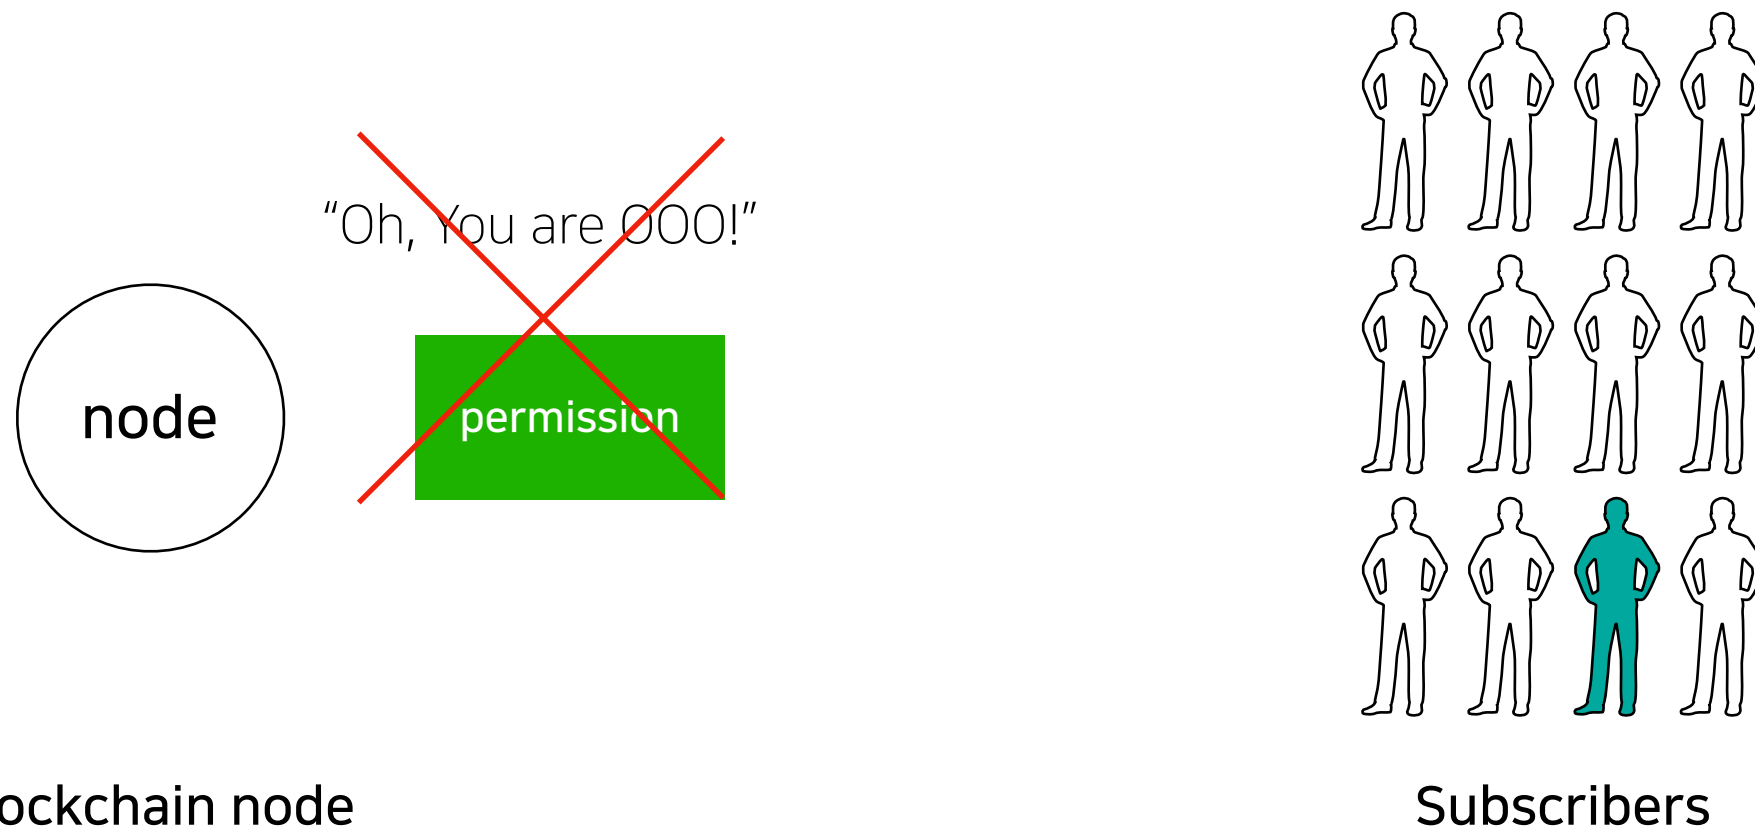 “Oh, You are OOO!”
node
permission
ockchain node
Subscribers